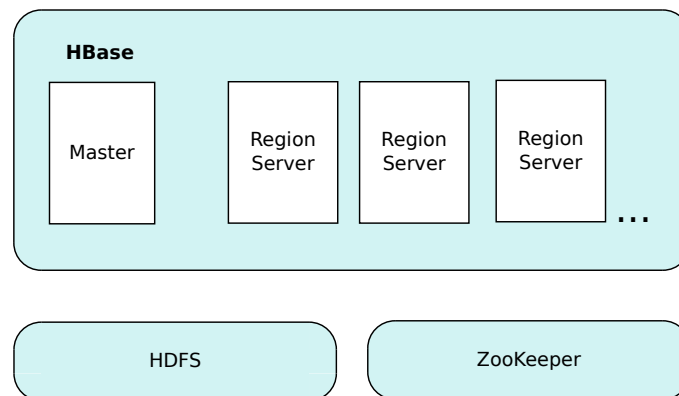 HBase
Master
Region
Server
Region
Server
Region
Server
...
HDFS
ZooKeeper